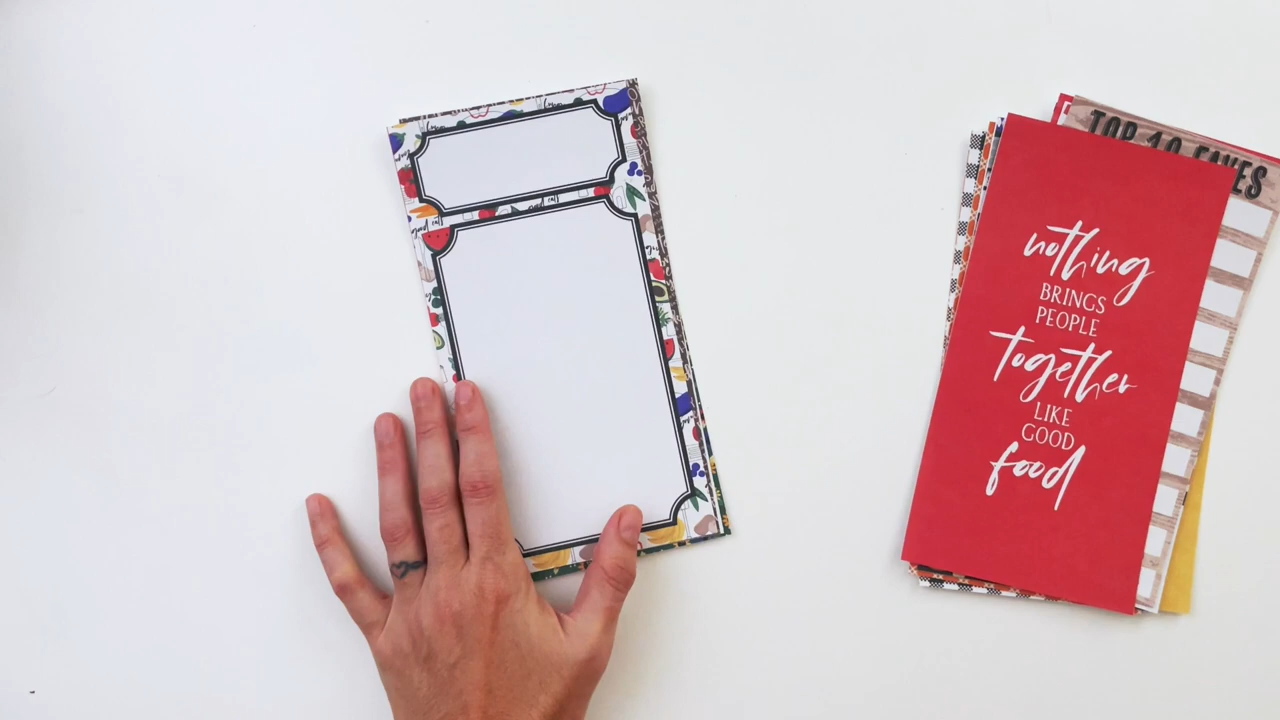 TOP 10 FAVES
nothing
BRINGS
PEOPLE
together
LIKE
GOOD
food